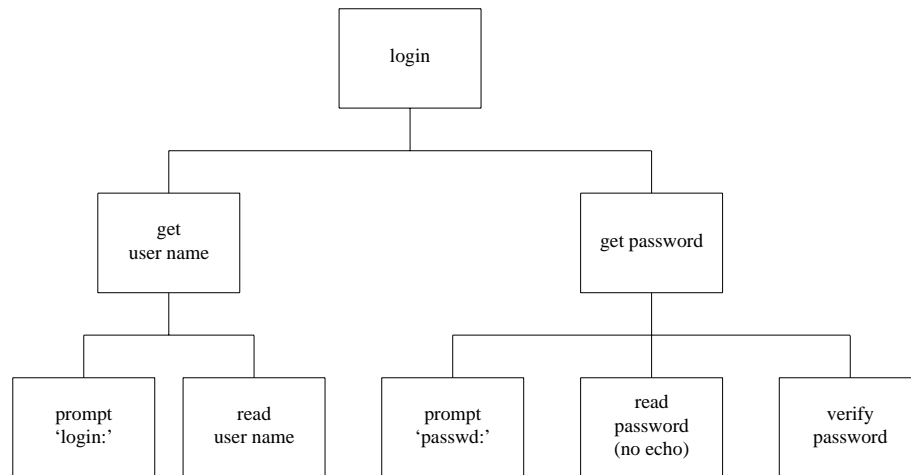 login
get
user name
get password
prompt
‘login:’
read
user name
prompt
‘passwd:’
read
password
(no echo)
verify
password